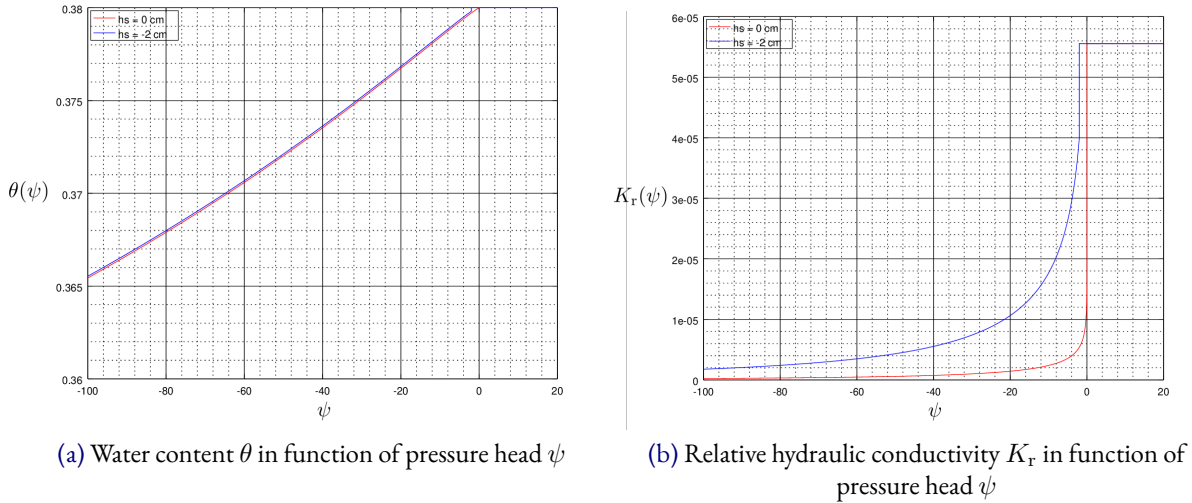 hs = 0 cm
hs = -2 cm
0.38
0.375
0.37
0.365
0.36
θ(ψ)
-100 -80 -60 -40 -20 0 20
ψ
(a) Water content θ in function of pressure head ψ
hs = 0 cm
hs = -2 cm
6e-05
5e-05
4e-05
3e-05
2e-05
1e-05
0
K_r(ψ)
-100 -80 -60 -40 -20 0 20
ψ
(b) Relative hydraulic conductivity K_r in function of
pressure head ψ